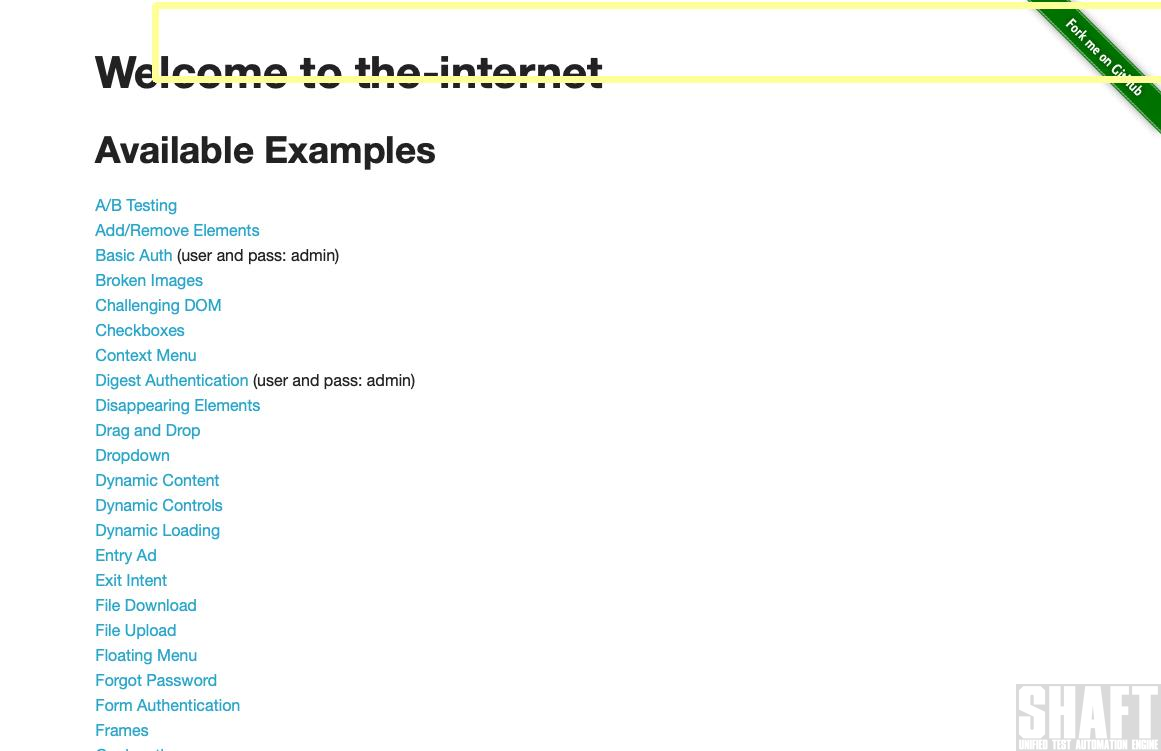 Fork me on GitHub
Welcome to the-internet
Available Examples
A/B Testing
Add/Remove Elements
Basic Auth (user and pass: admin)
Broken Images
Challenging DOM
Checkboxes
Context Menu
Digest Authentication (user and pass: admin)
Disappearing Elements
Drag and Drop
Dropdown
Dynamic Content
Dynamic Controls
Dynamic Loading
Entry Ad
Exit Intent
File Download
File Upload
Floating Menu
Forgot Password
Form Authentication
Frames
SHAFT
UNIFIED TEST AUTOMATION ENGINE